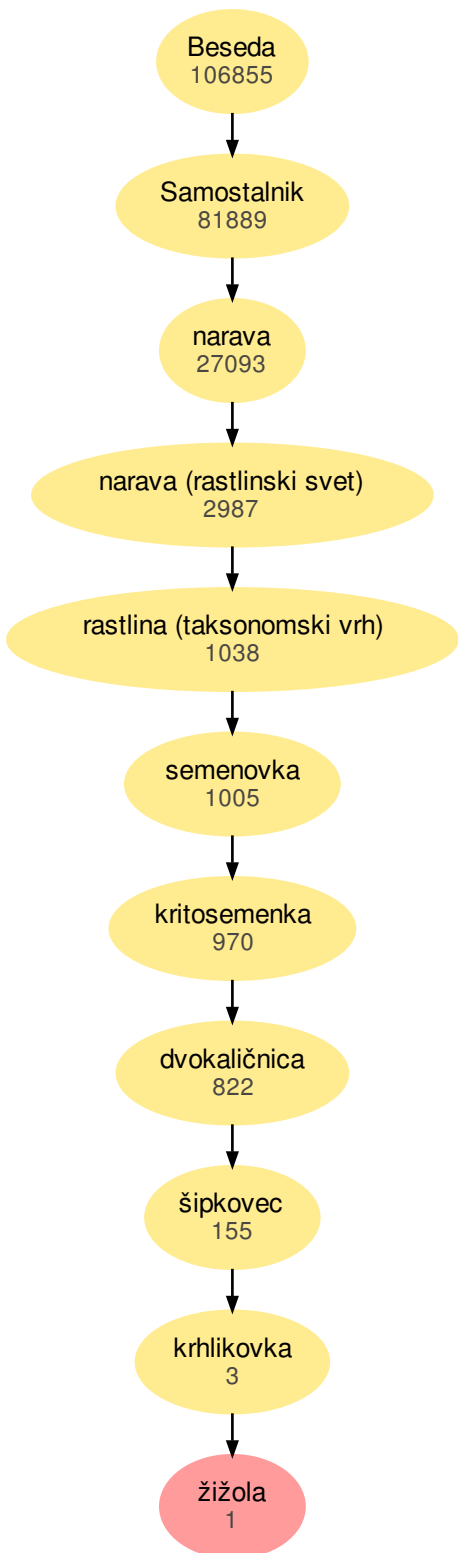 Beseda
106855
Samostalnik
81889
narava
27093
narava (rastlinski svet)
2987
rastlina (taksonomski vrh)
1038
semenovka
1005
kritosemenka
970
dvokaličnica
822
šipkovec
155
krhlikovka
3
žižola
1